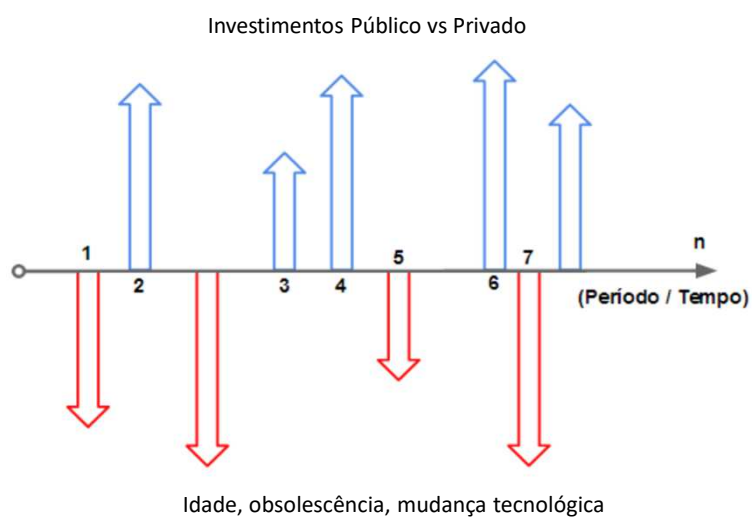 Investimentos Público vs Privado
1
5
7
n
2
3
4
6
(Período / Tempo)
Idade, obsolescência, mudança tecnológica